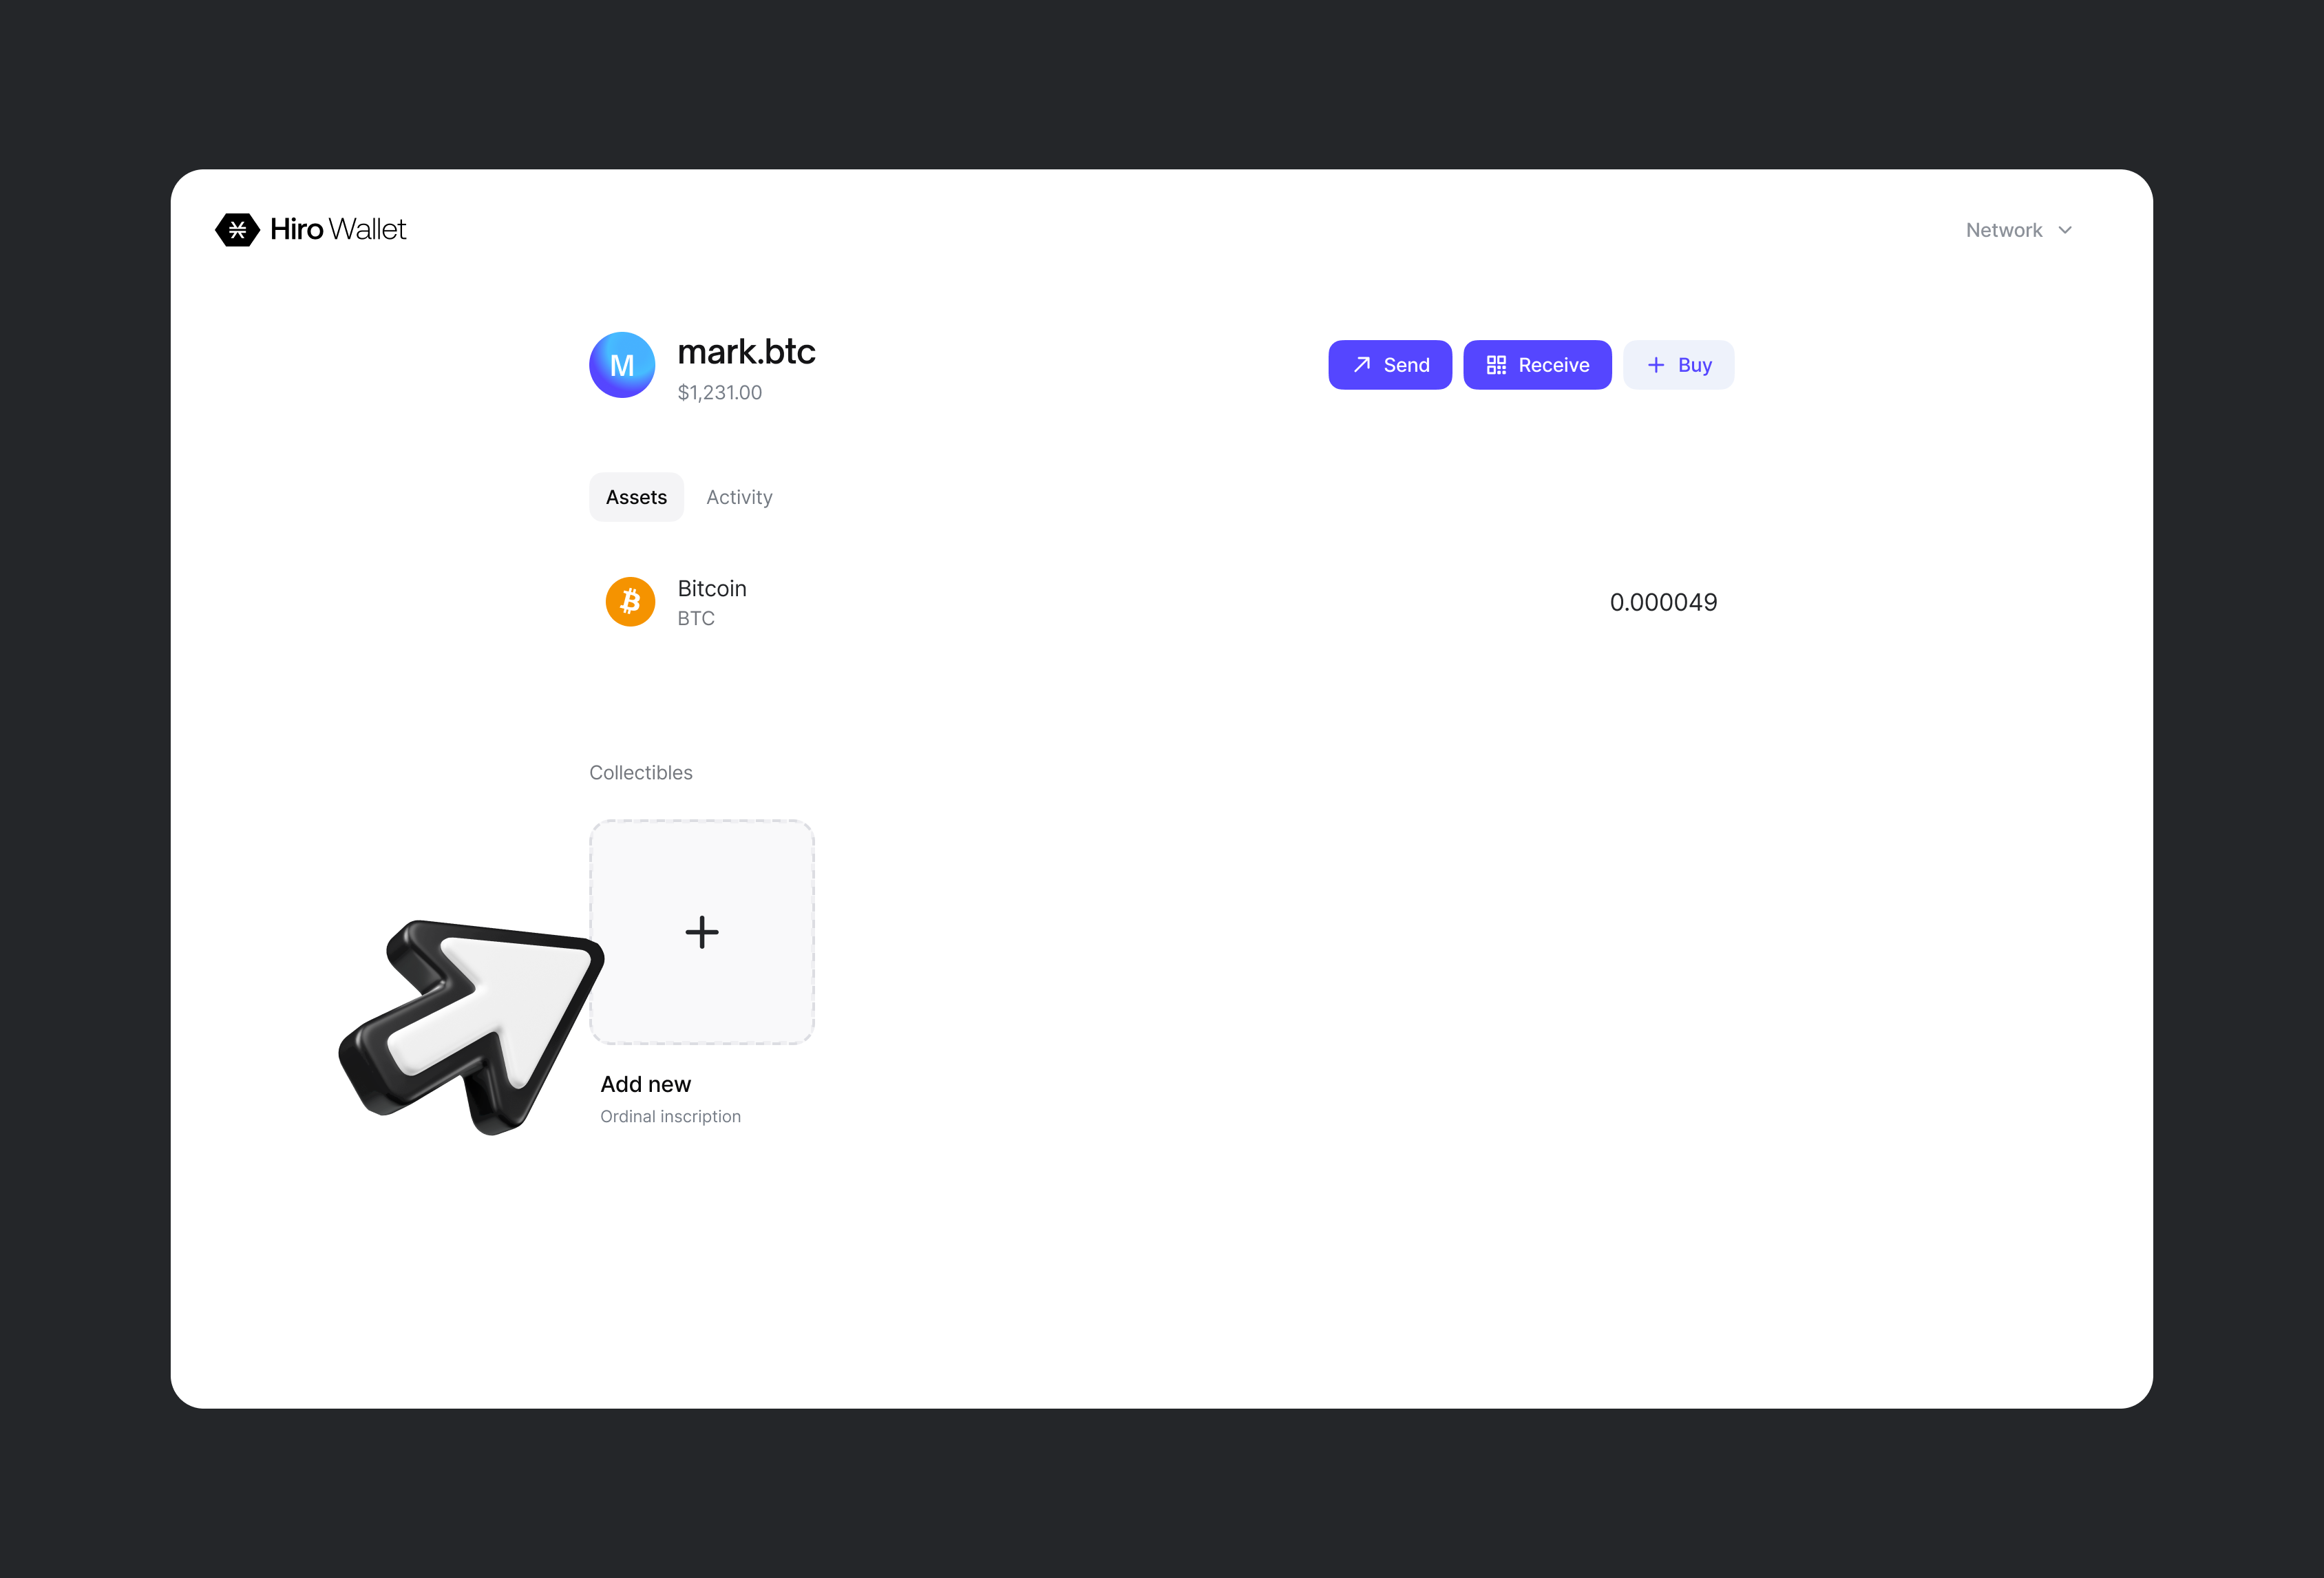 Hiro Wallet
Network
M
mark.btc
$1,231.00
Send
Receive
Buy
Assets
Activity
Bitcoin
BTC
0.000049
Collectibles
Add new
Ordinal inscription